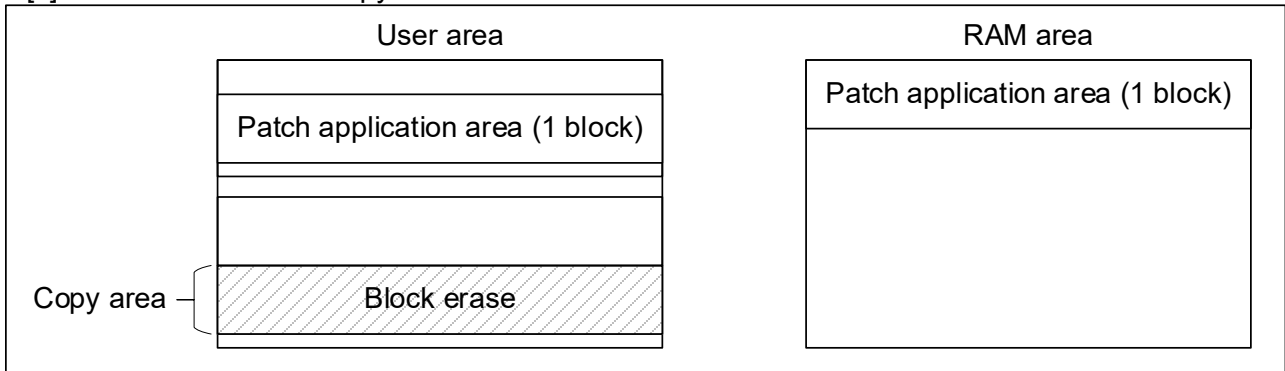 User area
RAM area
Patch application area (1 block)
Patch application area (1 block)
Copy area
Block erase